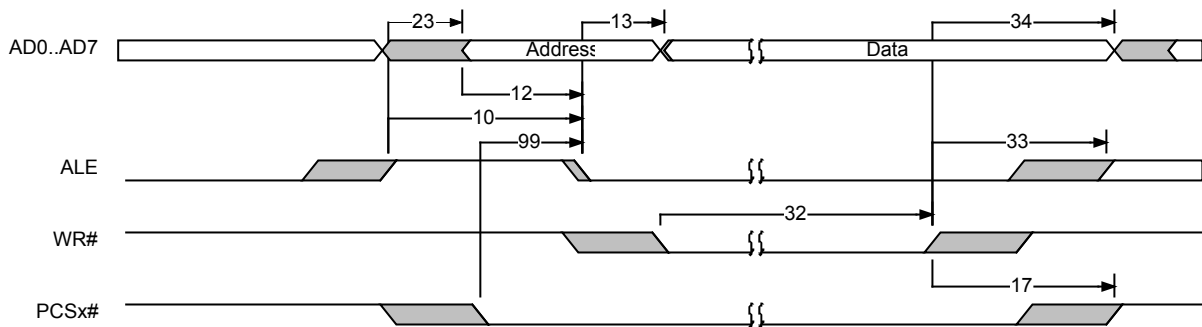 23 13 34
AD0..AD7 Address Data
12
10
99 33
ALE
32
WR#
17
PCSx#